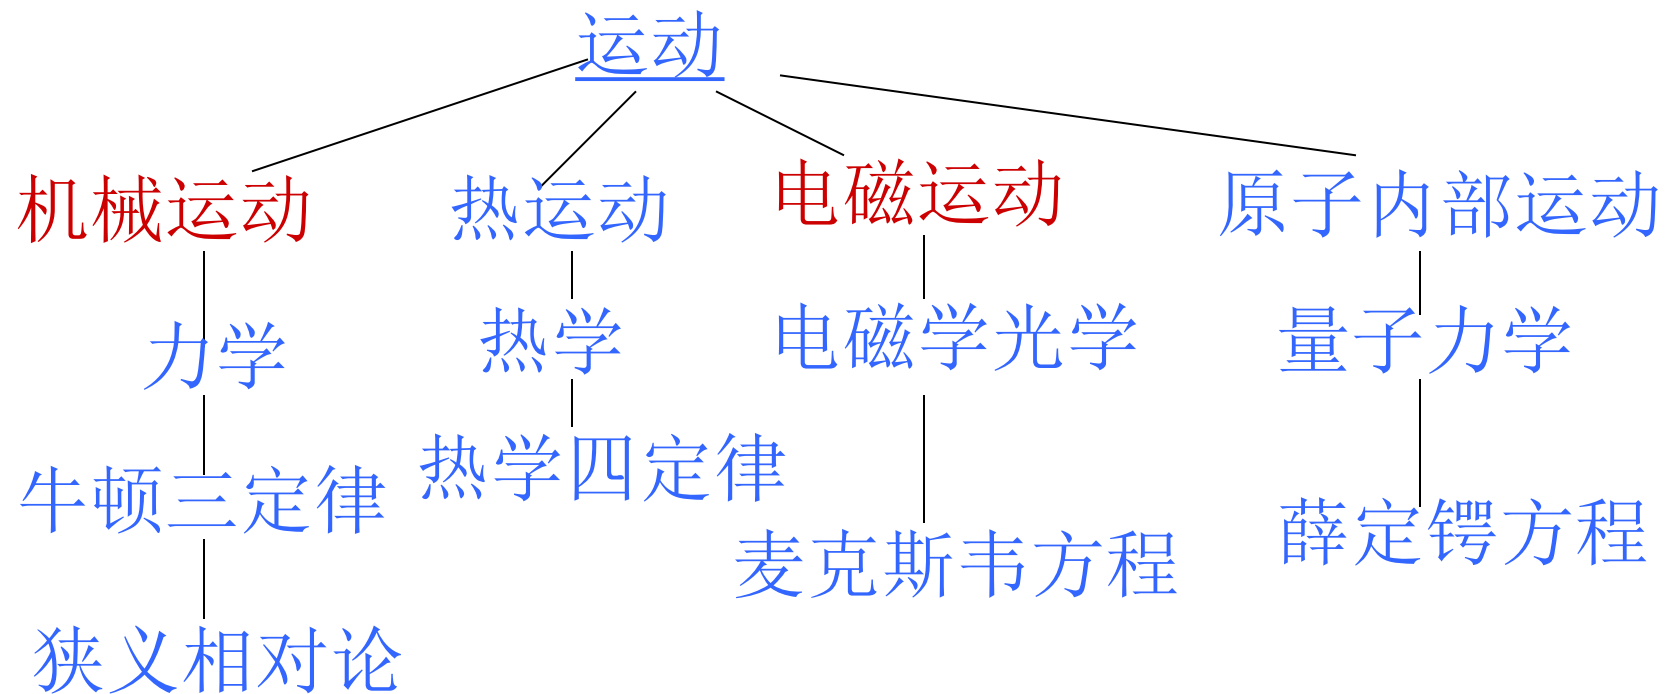 运动
机械运动
热运动
电磁运动
原子内部运动
力学
热学
电磁学光学
量子力学
牛顿三定律
热学四定律
麦克斯韦方程
薛定锷方程
狭义相对论